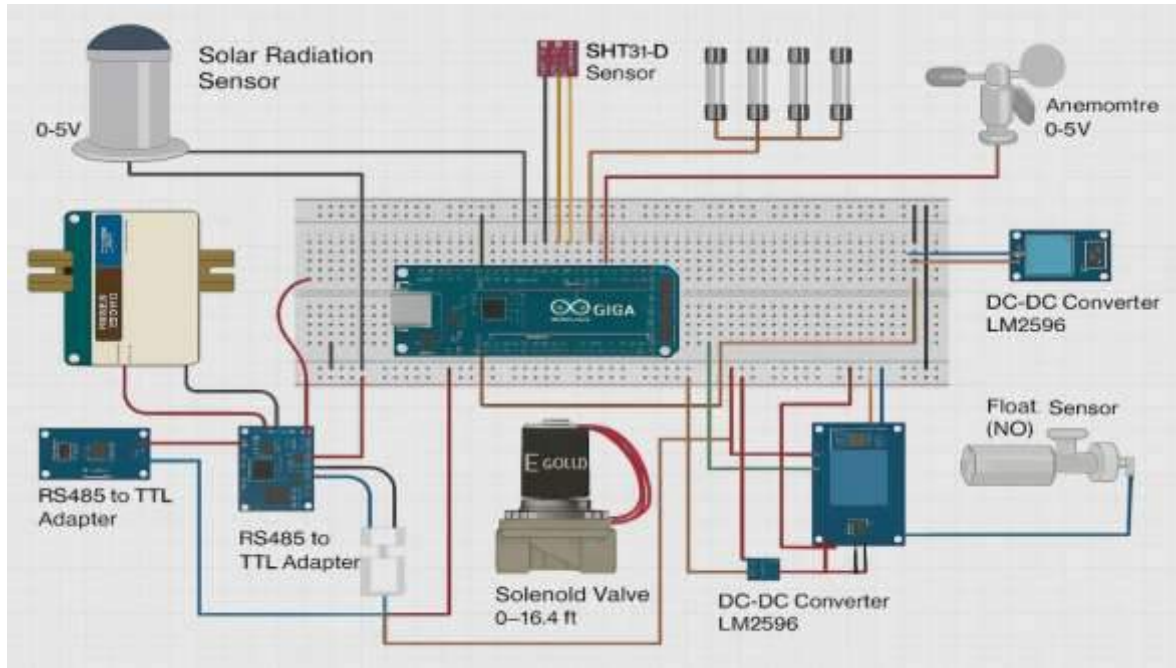 Solar Radiation
Sensor
0-5V
SHT31-D
Sensor
Anemomtre
0-5V
GIGA
DC-DC Converter
LM2596
Float Sensor
(NO)
RS485 to TTL
Adapter
RS485 to
TTL Adapter
E GOLLD
Solenold Valve
0–16.4 ft
DC-DC Converter
LM2596